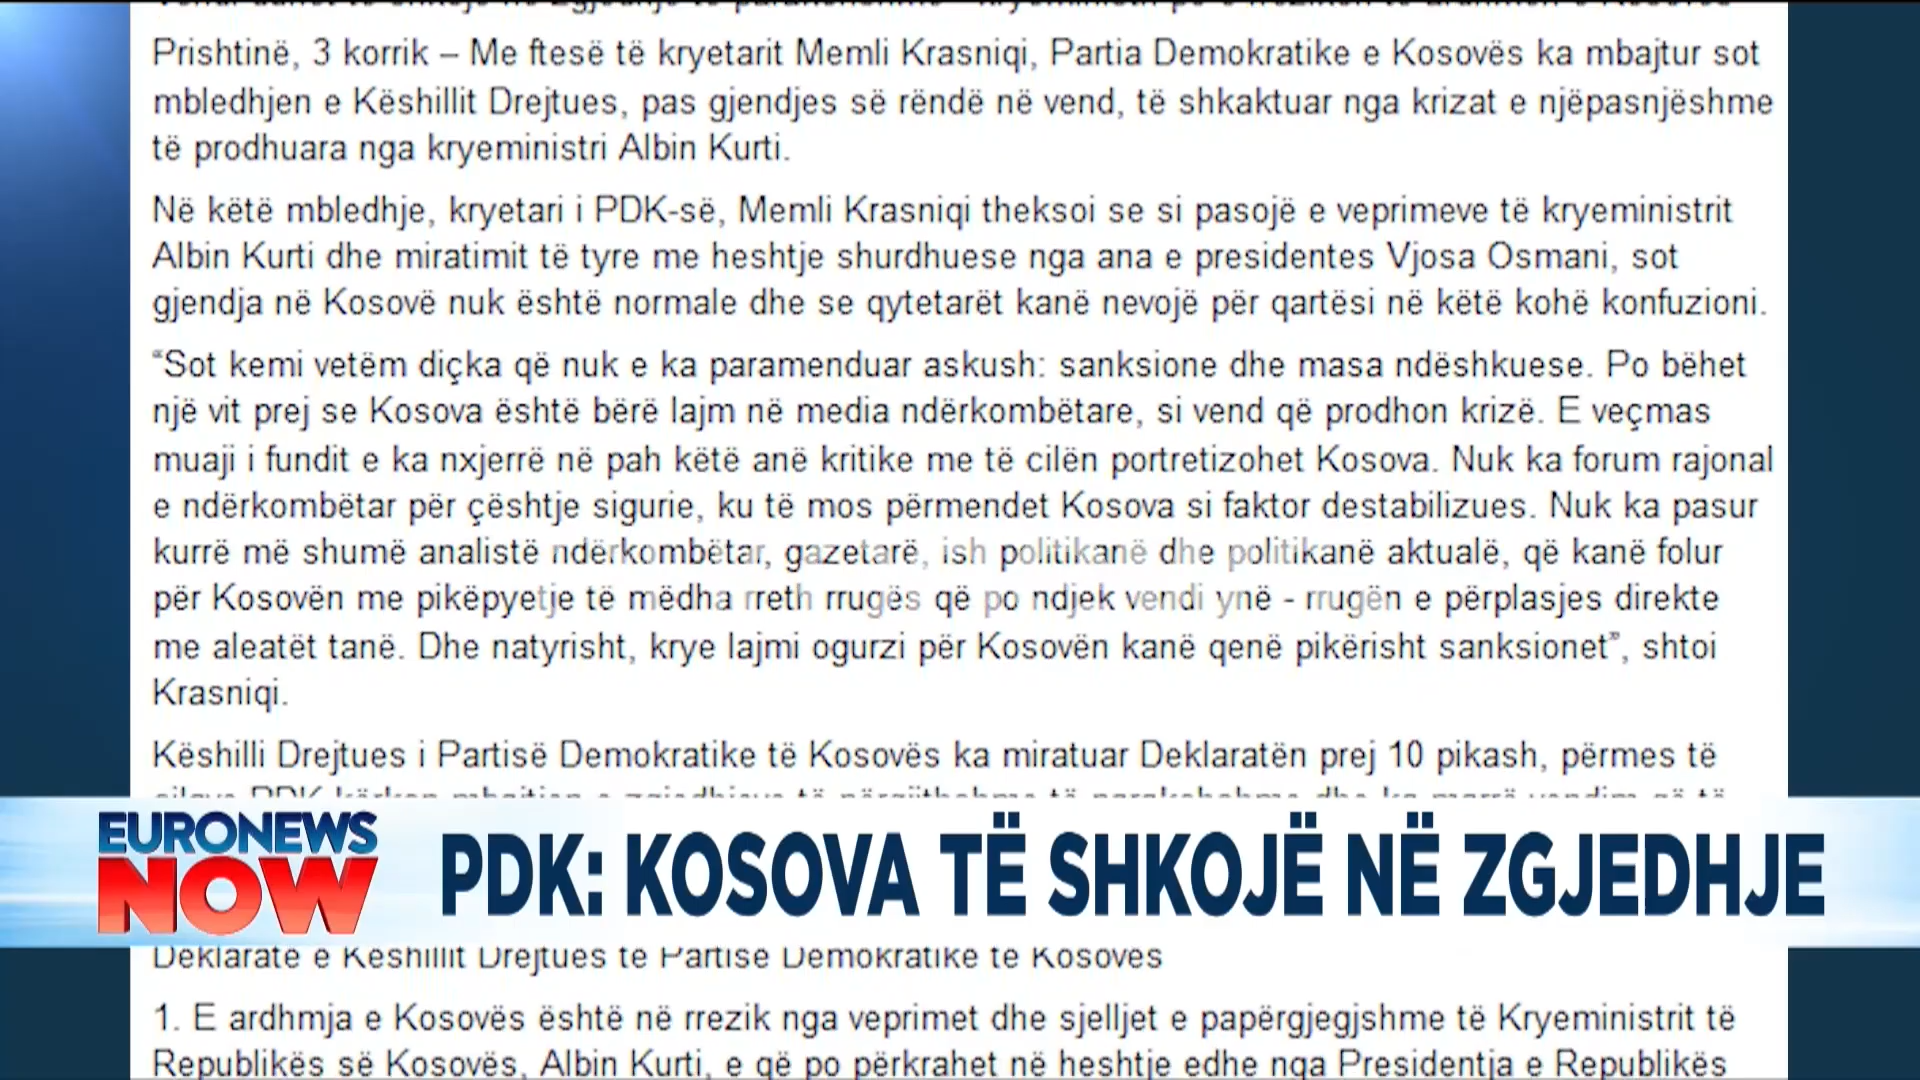 Prishtinë, 3 korrik – Me ftesë të kryetarit Memli Krasniqi, Partia Demokratike e Kosovës ka mbajtur sot
mbledhjen e Këshillit Drejtues, pas gjendjes së rëndë në vend, të shkaktuar nga krizat e njëpasnjëshme
të prodhuara nga kryeministri Albin Kurti.
Në këtë mbledhje, kryetari i PDK-së, Memli Krasniqi theksoi se si pasojë e veprimeve të kryeministrit
Albin Kurti dhe miratimit të tyre me heshtje shurdhuese nga ana e presidentes Vjosa Osmani, sot
gjendja në Kosovë nuk është normale dhe se qytetarët kanë nevojë për qartësi në këtë kohë konfuzioni.
“Sot kemi vetëm diçka që nuk e ka paramenduar askush: sanksione dhe masa ndëshkuese. Po bëhet
një vit prej se Kosova është bërë lajm në media ndërkombëtare, si vend që prodhon krizë. E veçmas
muaji i fundit e ka nxjerrë në pah këtë anë kritike me të cilën portretizohet Kosova. Nuk ka forum rajonal
e ndërkombëtar për çështje sigurie, ku të mos përmendet Kosova si faktor destabilizues. Nuk ka pasur
kurrë më shumë analistë ndërkombëtar, gazetarë, ish politikanë dhe politikanë aktualë, që kanë folur
për Kosovën me pikëpyetje të mëdha rreth rrugës që po ndjek vendi ynë - rrugën e përplasjes direkte
me aleatët tanë. Dhe natyrisht, krye lajmi ogurzi për Kosovën kanë qenë pikërisht sanksionet”, shtoi
Krasniqi.
Këshilli Drejtues i Partisë Demokratike të Kosovës ka miratuar Deklaratën prej 10 pikash, përmes të
EURONEWS
NOW
PDK: KOSOVA TË SHKOJË NË ZGJEDHJE
Deklaratë e Këshillit Drejtues të Partisë Demokratike të Kosovës
1. E ardhmja e Kosovës është në rrezik nga veprimet dhe sjelljet e papërgjegjshme të Kryeministrit të
Republikës së Kosovës, Albin Kurti, e që po përkrahet në heshtje edhe nga Presidentja e Republikës